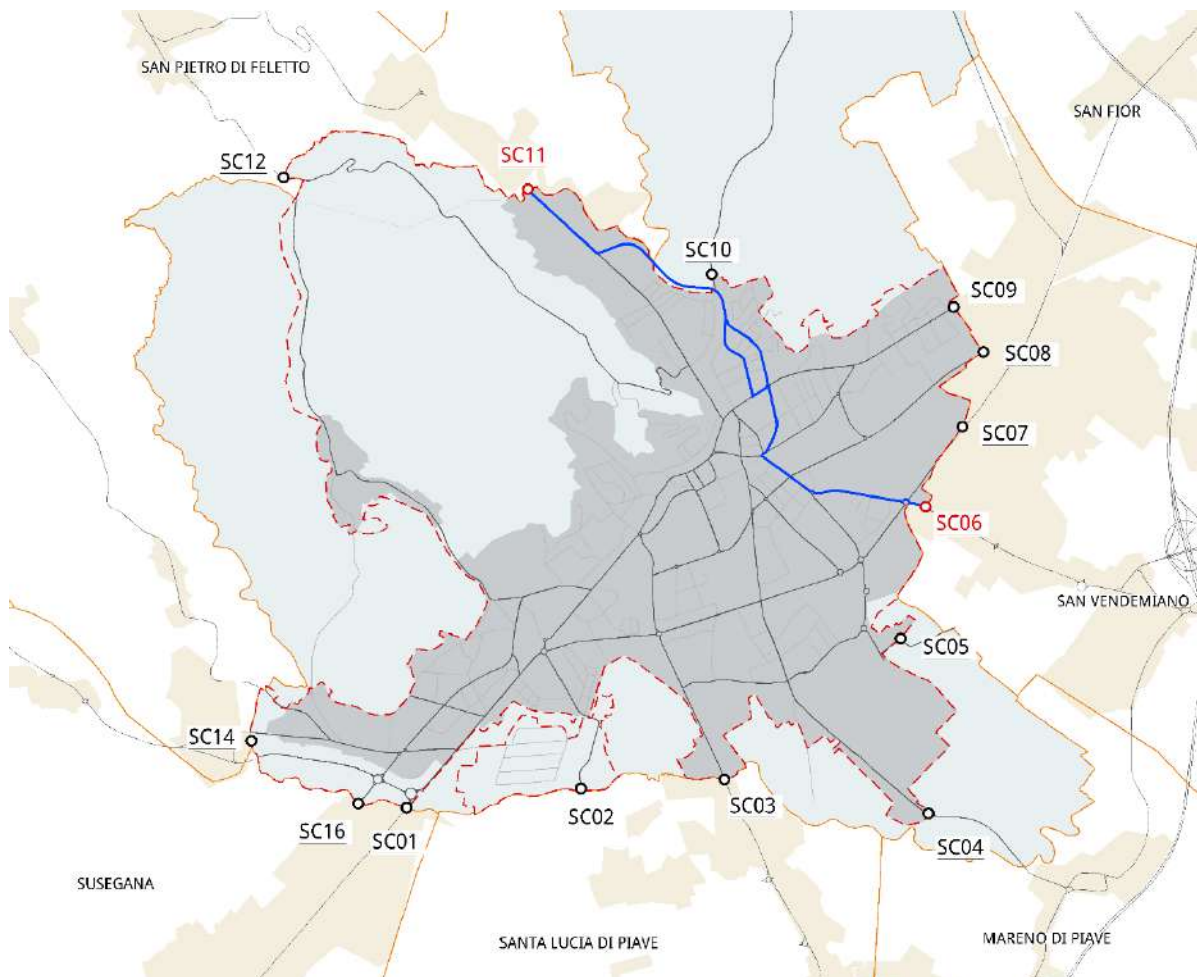 SAN PIETRO DI FELETTO
SAN FIOR
SC12
SC11
SC10
SC09
SC08
SC07
SC06
SAN VENDEMIANO
SC05
SC14
SC16
SC01
SC02
SC03
SC04
SUSEGANA
SANTA LUCIA DI PIAVE
MARENO DI PIAVE